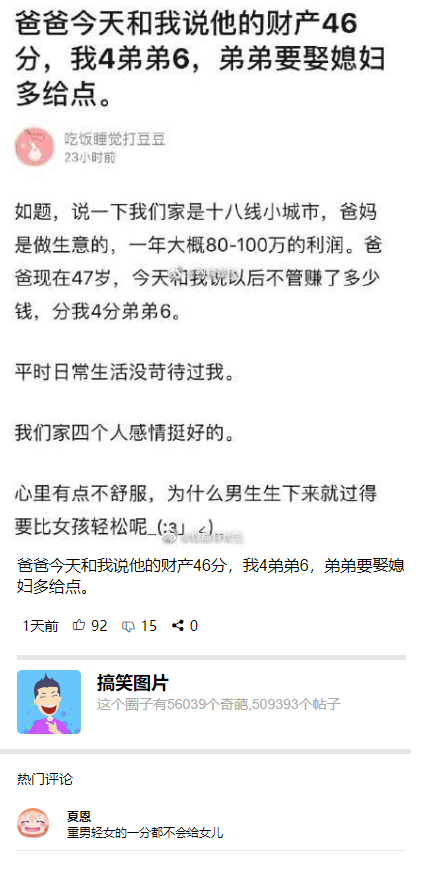 爸爸今天和我说他的财产46
分，我4弟弟6，弟弟要娶媳妇
多给点。
吃饭睡觉打豆豆
23小时前
如题，说一下我们家是十八线小城市，爸妈
是做生意的，一年大概80-100万的利润。爸
爸现在47岁，今天和我说以后不管赚了多少
钱，分我4分弟弟6。
平时日常生活没苛待过我。
我们家四个人感情挺好的。
心里有点不舒服，为什么男生生下来就过得
要比女孩轻松呢_(:з」∠)_
爸爸今天和我说他的财产46分，我4弟弟6，弟弟要娶媳
妇多给点。
1天前 92 15 0
搞笑图片
这个圈子有56039个奇葩,509393个帖子
热门评论
夏恩
重男轻女的一分都不会给女儿